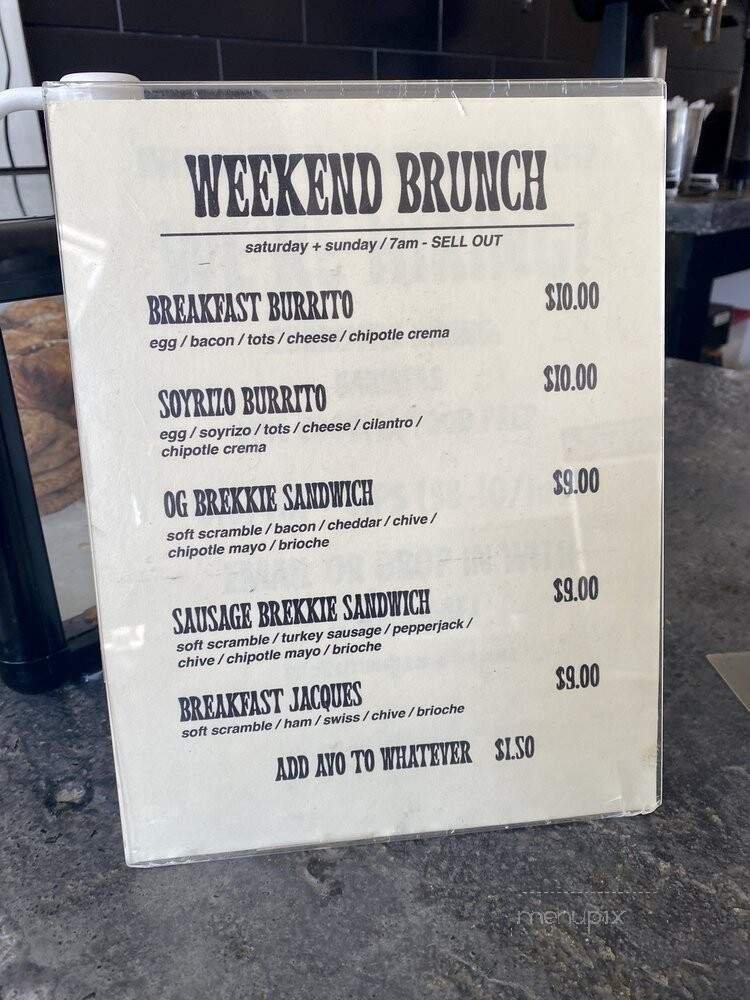 WEEKEND BRUNCH
saturday + sunday / 7am - SELL OUT
BREAKFAST BURRITO $10.00
egg / bacon / tots / cheese / chipotle crema
SOYRIZO BURRITO $10.00
egg / soyrizo / tots / cheese / cilantro /
chipotle crema
OG BREKKIE SANDWICH $9.00
soft scramble / bacon / cheddar / chive /
chipotle mayo / brioche
SAUSAGE BREKKIE SANDWICH $9.00
soft scramble / turkey sausage / pepperjack /
chive / chipotle mayo / brioche
BREAKFAST JACQUES $9.00
soft scramble / ham / swiss / chive / brioche
ADD AVO TO WHATEVER $1.50
menupix